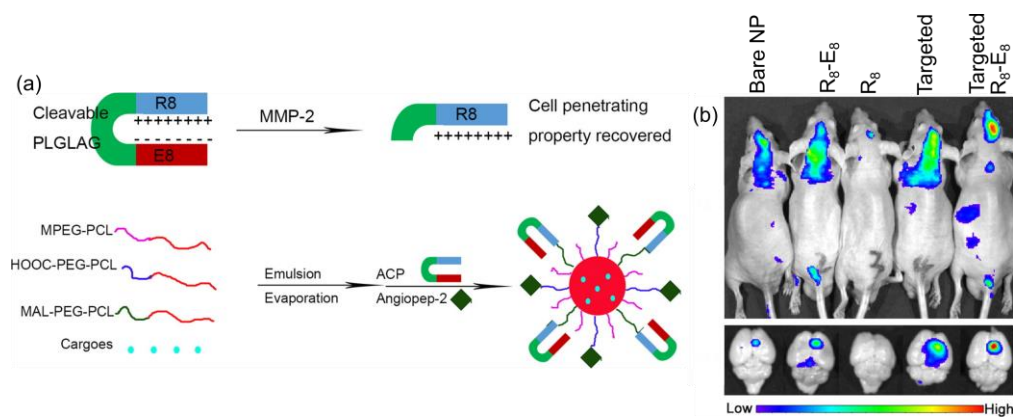 (a)
Cleavable
PLGLAG
R8
+++++++
- - - - - - -
E8
MMP-2
R8
+++++++
Cell penetrating
property recovered
MPEG-PCL
HOOC-PEG-PCL
MAL-PEG-PCL
Cargoes
Emulsion
Evaporation
ACP
Angiopep-2
(b)
Bare NP
R8-E8
R8
Targeted
Targeted
R8-E8
Low
High